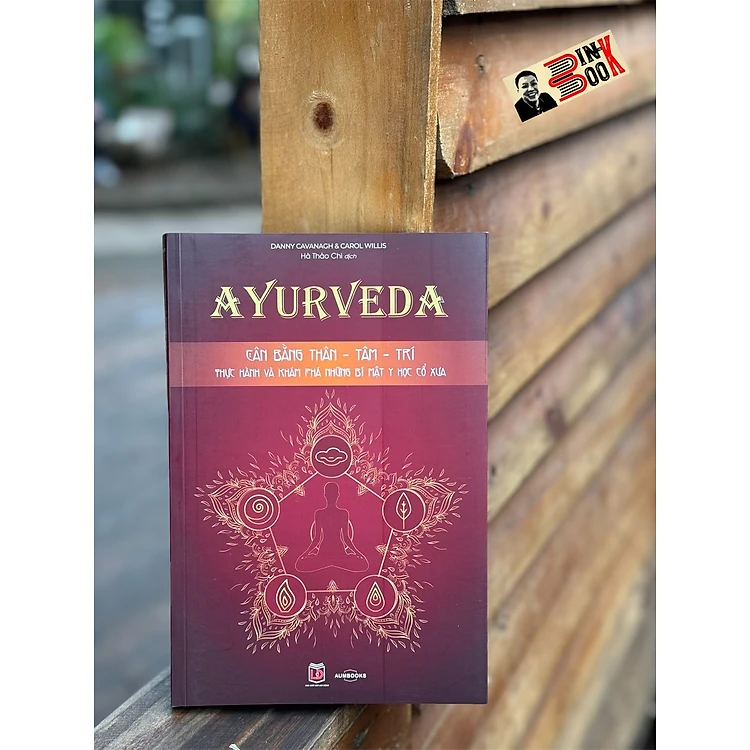 BIN
BOOK
DANNY CAVANAGH & CAROL WILLIS
Hà Thảo Chi dịch
AYURVEDA
CÂN BẰNG THÂN – TÂM – TRÍ
THỰC HÀNH VÀ KHÁM PHÁ NHỮNG BÍ MẬT Y HỌC CỔ XƯA
AUMBOOKS